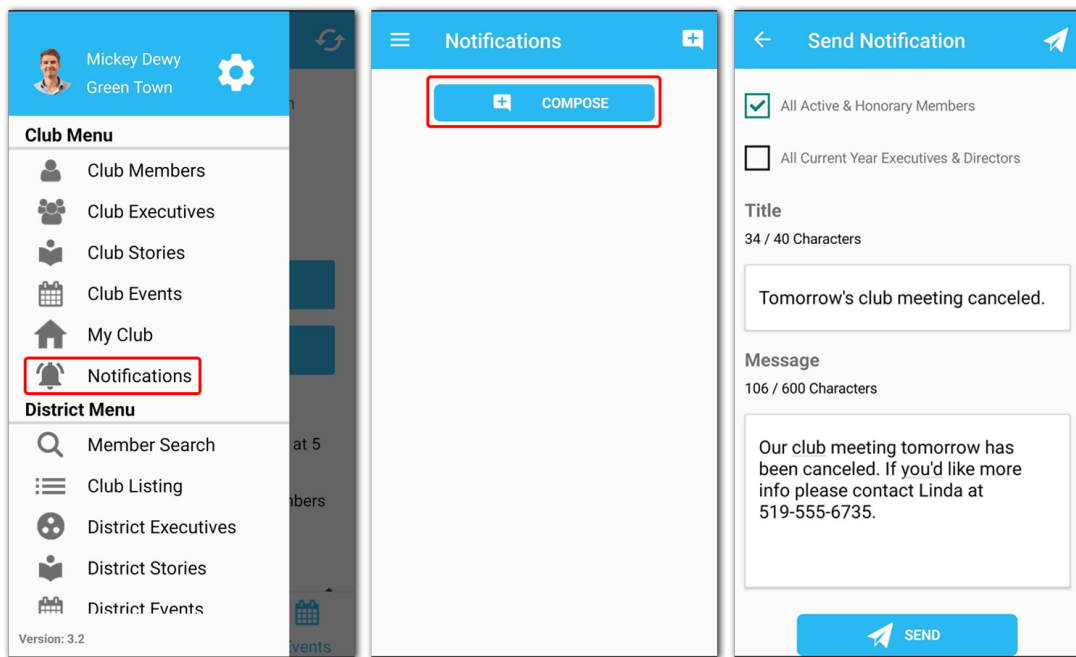 Mickey Dewy
Green Town
Club Menu
Club Members
Club Executives
Club Stories
Club Events
My Club
Notifications
District Menu
Member Search
Club Listing
District Executives
District Stories
District Events
Version: 3.2
at 5
Notifications
COMPOSE
Send Notification
All Active & Honorary Members
All Current Year Executives & Directors
Title
34 / 40 Characters
Tomorrow's club meeting canceled.
Message
106 / 600 Characters
Our club meeting tomorrow has
been canceled. If you'd like more
info please contact Linda at
519-555-6735.
SEND